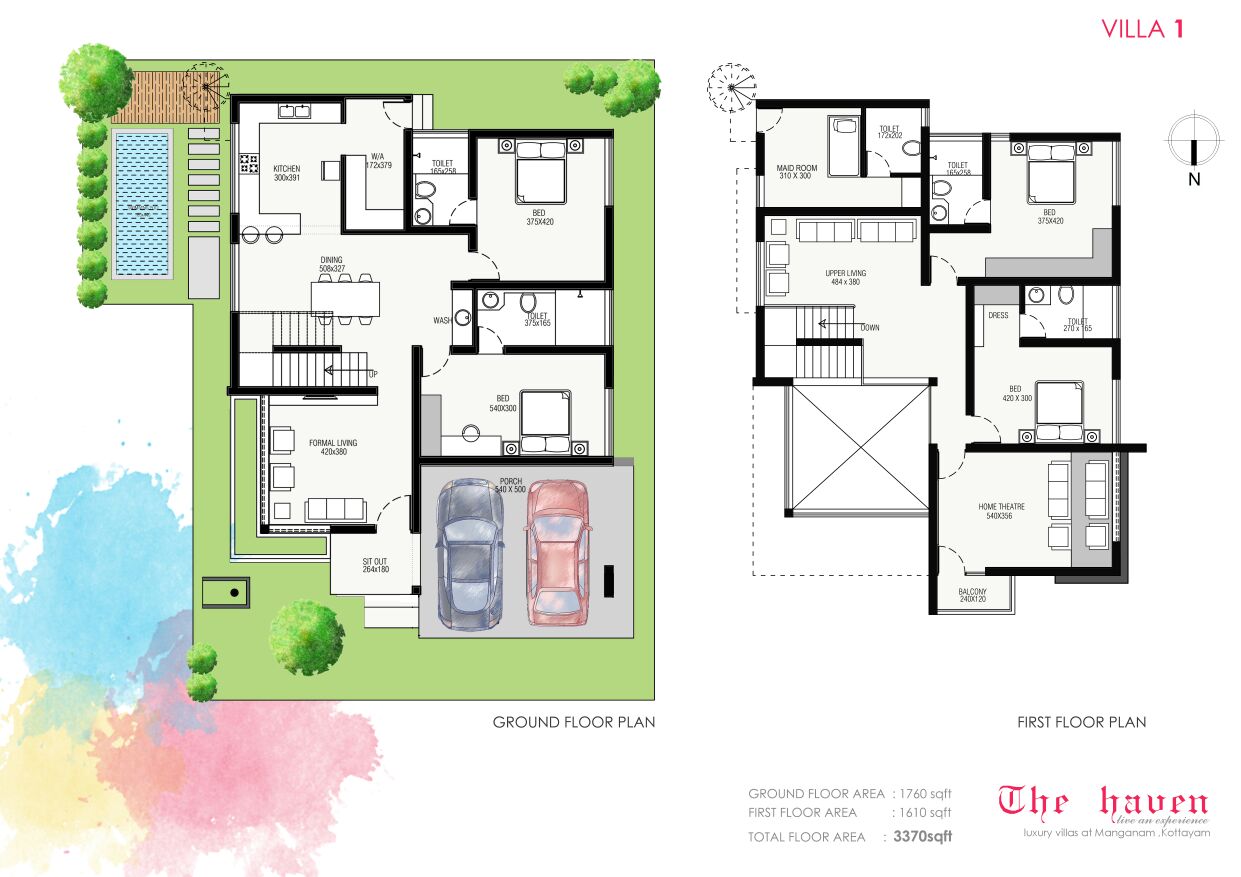 VILLA 1
N
KITCHEN
300x391
W/A
172x379
TOILET
165x258
BED
375X420
DINING
508x327
WASH
TOILET
375x165
UP
BED
540X300
FORMAL LIVING
420x380
PORCH
540 X 500
SIT OUT
264x180
GROUND FLOOR PLAN
MAID ROOM
310 X 300
TOILET
172x202
TOILET
165x258
BED
375X420
UPPER LIVING
484 x 380
DOWN
DRESS
TOILET
270 x 165
BED
420 X 300
HOME THEATRE
540X356
BALCONY
240X120
FIRST FLOOR PLAN
GROUND FLOOR AREA : 1760 sqft
FIRST FLOOR AREA : 1610 sqft
TOTAL FLOOR AREA : 3370sqft
The haven
live an experience
luxury villas at Manganam ,Kottayam